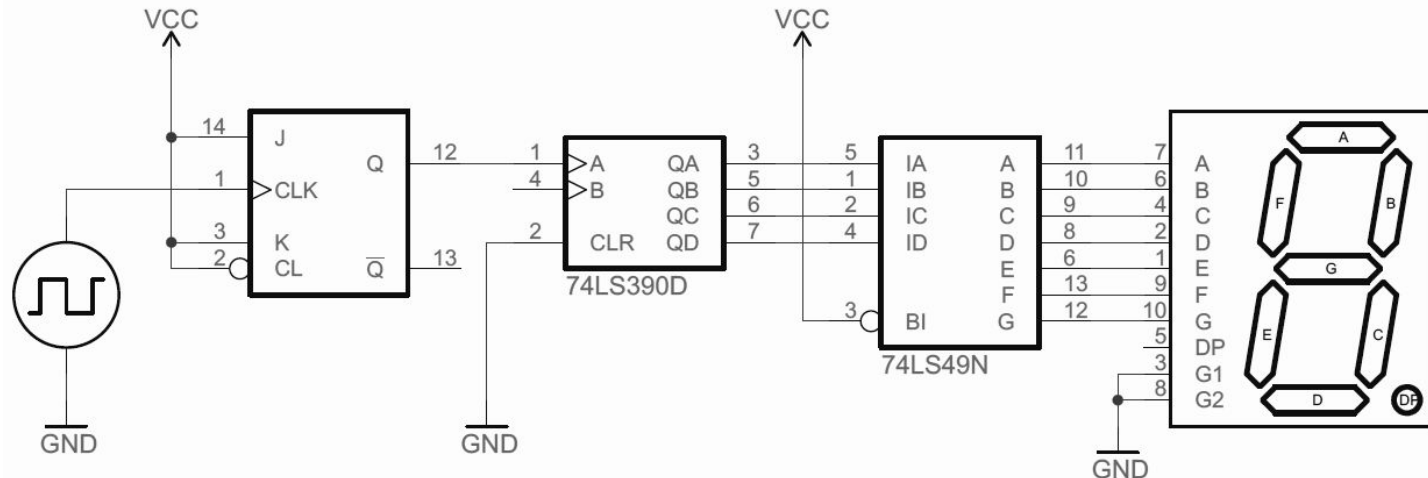 VCC
VCC
14 J
Q 12
1 CLK
3 K
2 CL
Q 13
1 A QA 3
4 B QB 5
QC 6
2 CLR QD 7
74LS390D
5 IA A 11
1 IB B 10
2 IC C 9
4 ID D 8
E 6
F 13
3 BI G 12
74LS49N
7 A
6 B
4 C
2 D
1 E
9 F
10 G
5 DP
3 G1
8 G2
A
F B
G
E C
D DP
GND
GND
GND